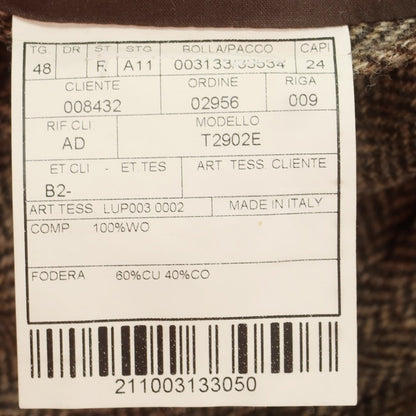 TG DR ST STG BOLLA/PACCO CAPI
48 F. A11 003133/ 24
CLIENTE ORDINE RIGA
008432 02956 009
RIF CLI MODELLO
AD T2902E
ET CLI - ET TES ART TESS CLIENTE
B2-
ART TESS LUP003 0002 MADE IN ITALY
COMP 100%WO
FODERA 60%CU 40%CO
211003133050